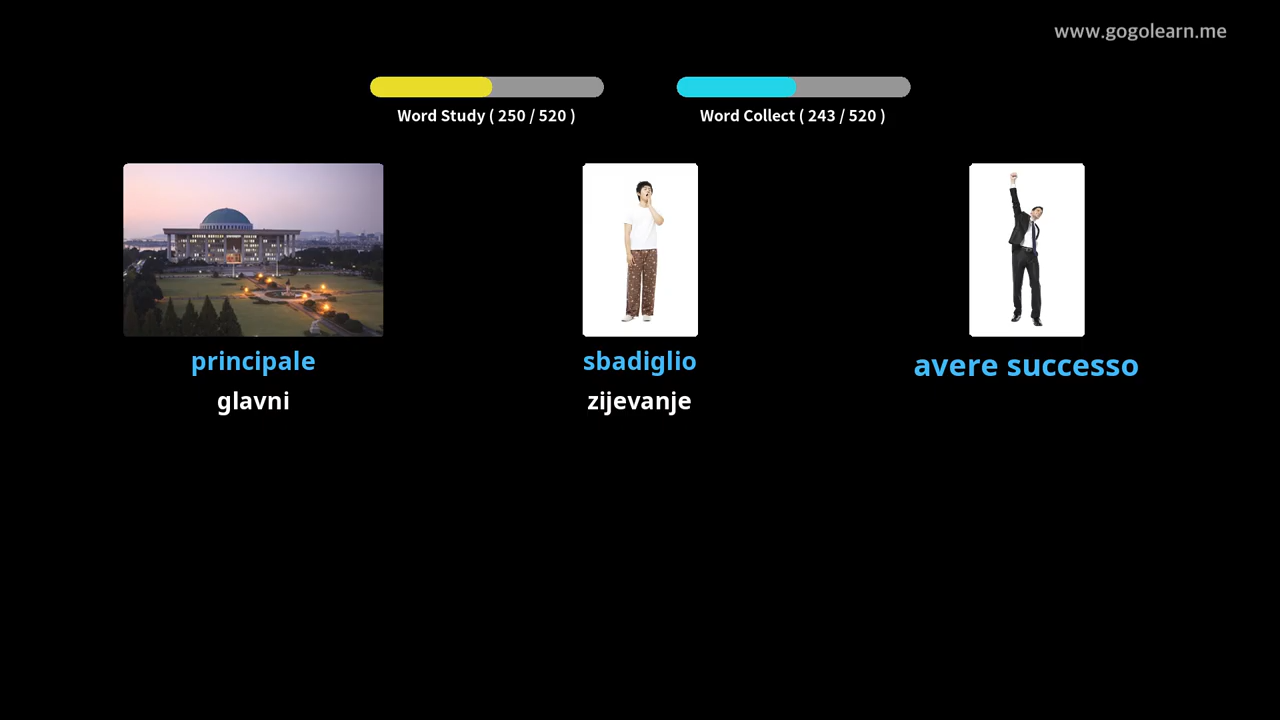 www.gogolearn.me
Word Study ( 250 / 520 )
Word Collect ( 243 / 520 )
principale
glavni
sbadiglio
zijevanje
avere successo